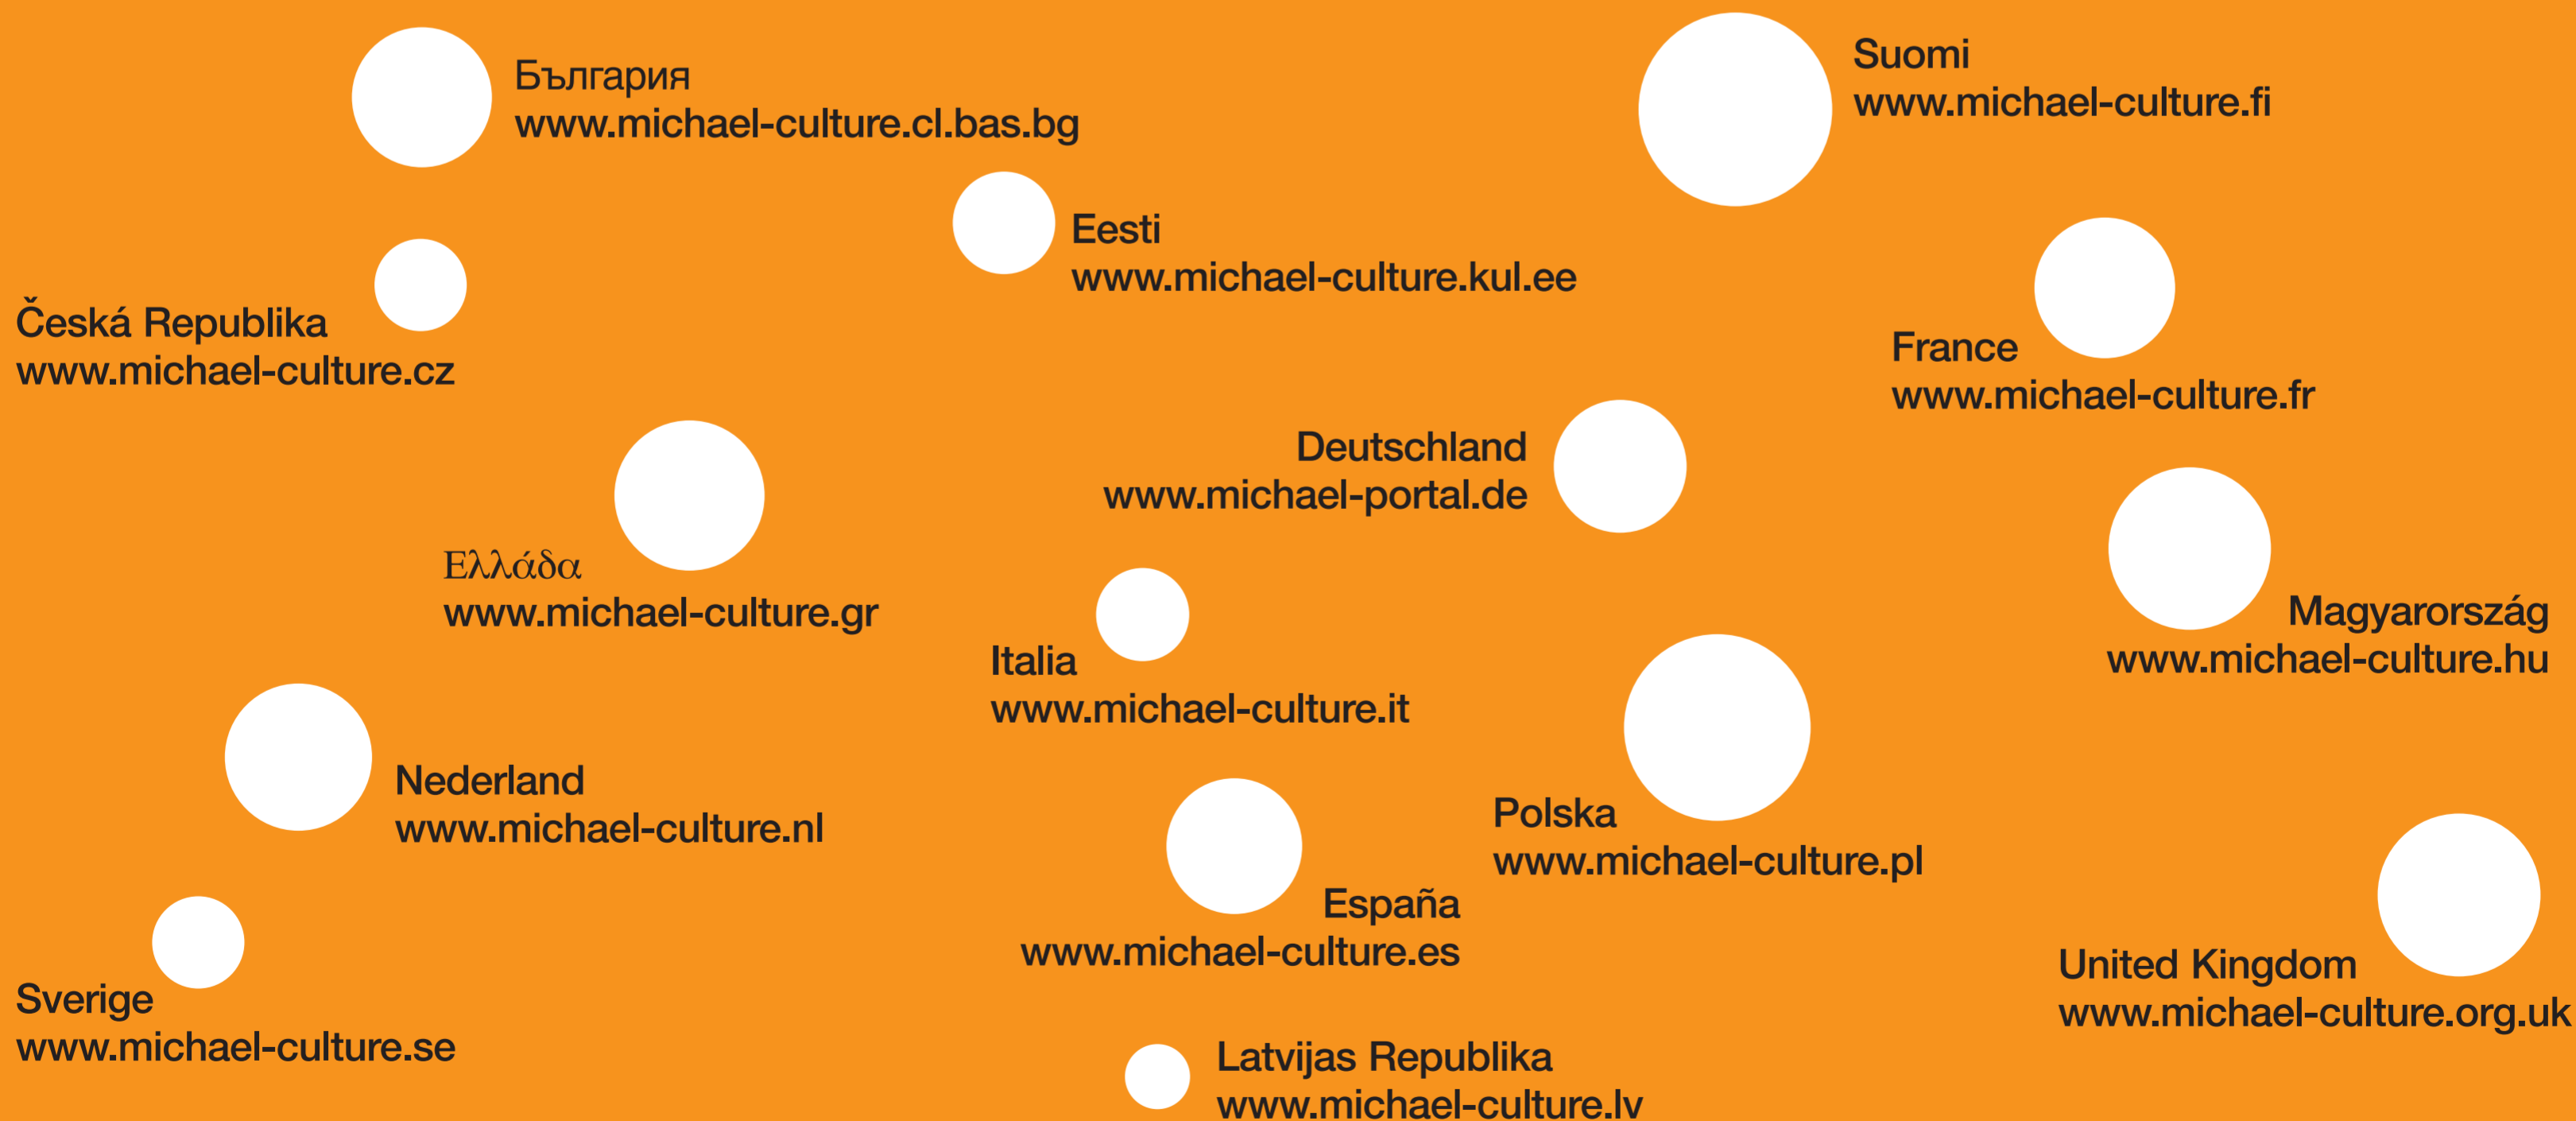 България
www.michael-culture.cl.bas.bg
Suomi
www.michael-culture.fi
Eesti
www.michael-culture.kul.ee
Česká Republika
www.michael-culture.cz
France
www.michael-culture.fr
Deutschland
www.michael-portal.de
Ελλάδα
www.michael-culture.gr
Magyarország
www.michael-culture.hu
Italia
www.michael-culture.it
Nederland
www.michael-culture.nl
Polska
www.michael-culture.pl
España
www.michael-culture.es
United Kingdom
www.michael-culture.org.uk
Sverige
www.michael-culture.se
Latvijas Republika
www.michael-culture.lv